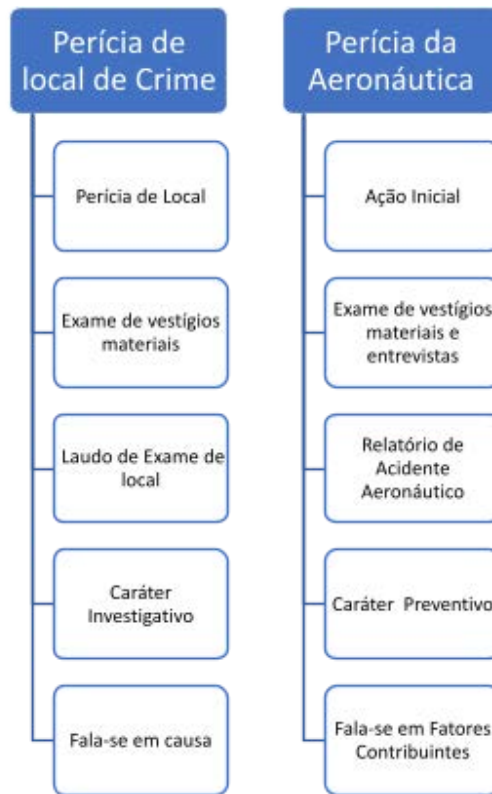 Perícia de
local de Crime
Perícia de Local
Exame de vestígios
materiais
Laudo de Exame de
local
Caráter
Investigativo
Fala-se em causa
Perícia da
Aeronáutica
Ação Inicial
Exame de vestígios
materiais e
entrevistas
Relatório de
Acidente
Aeronáutico
Caráter Preventivo
Fala-se em Fatores
Contribuintes